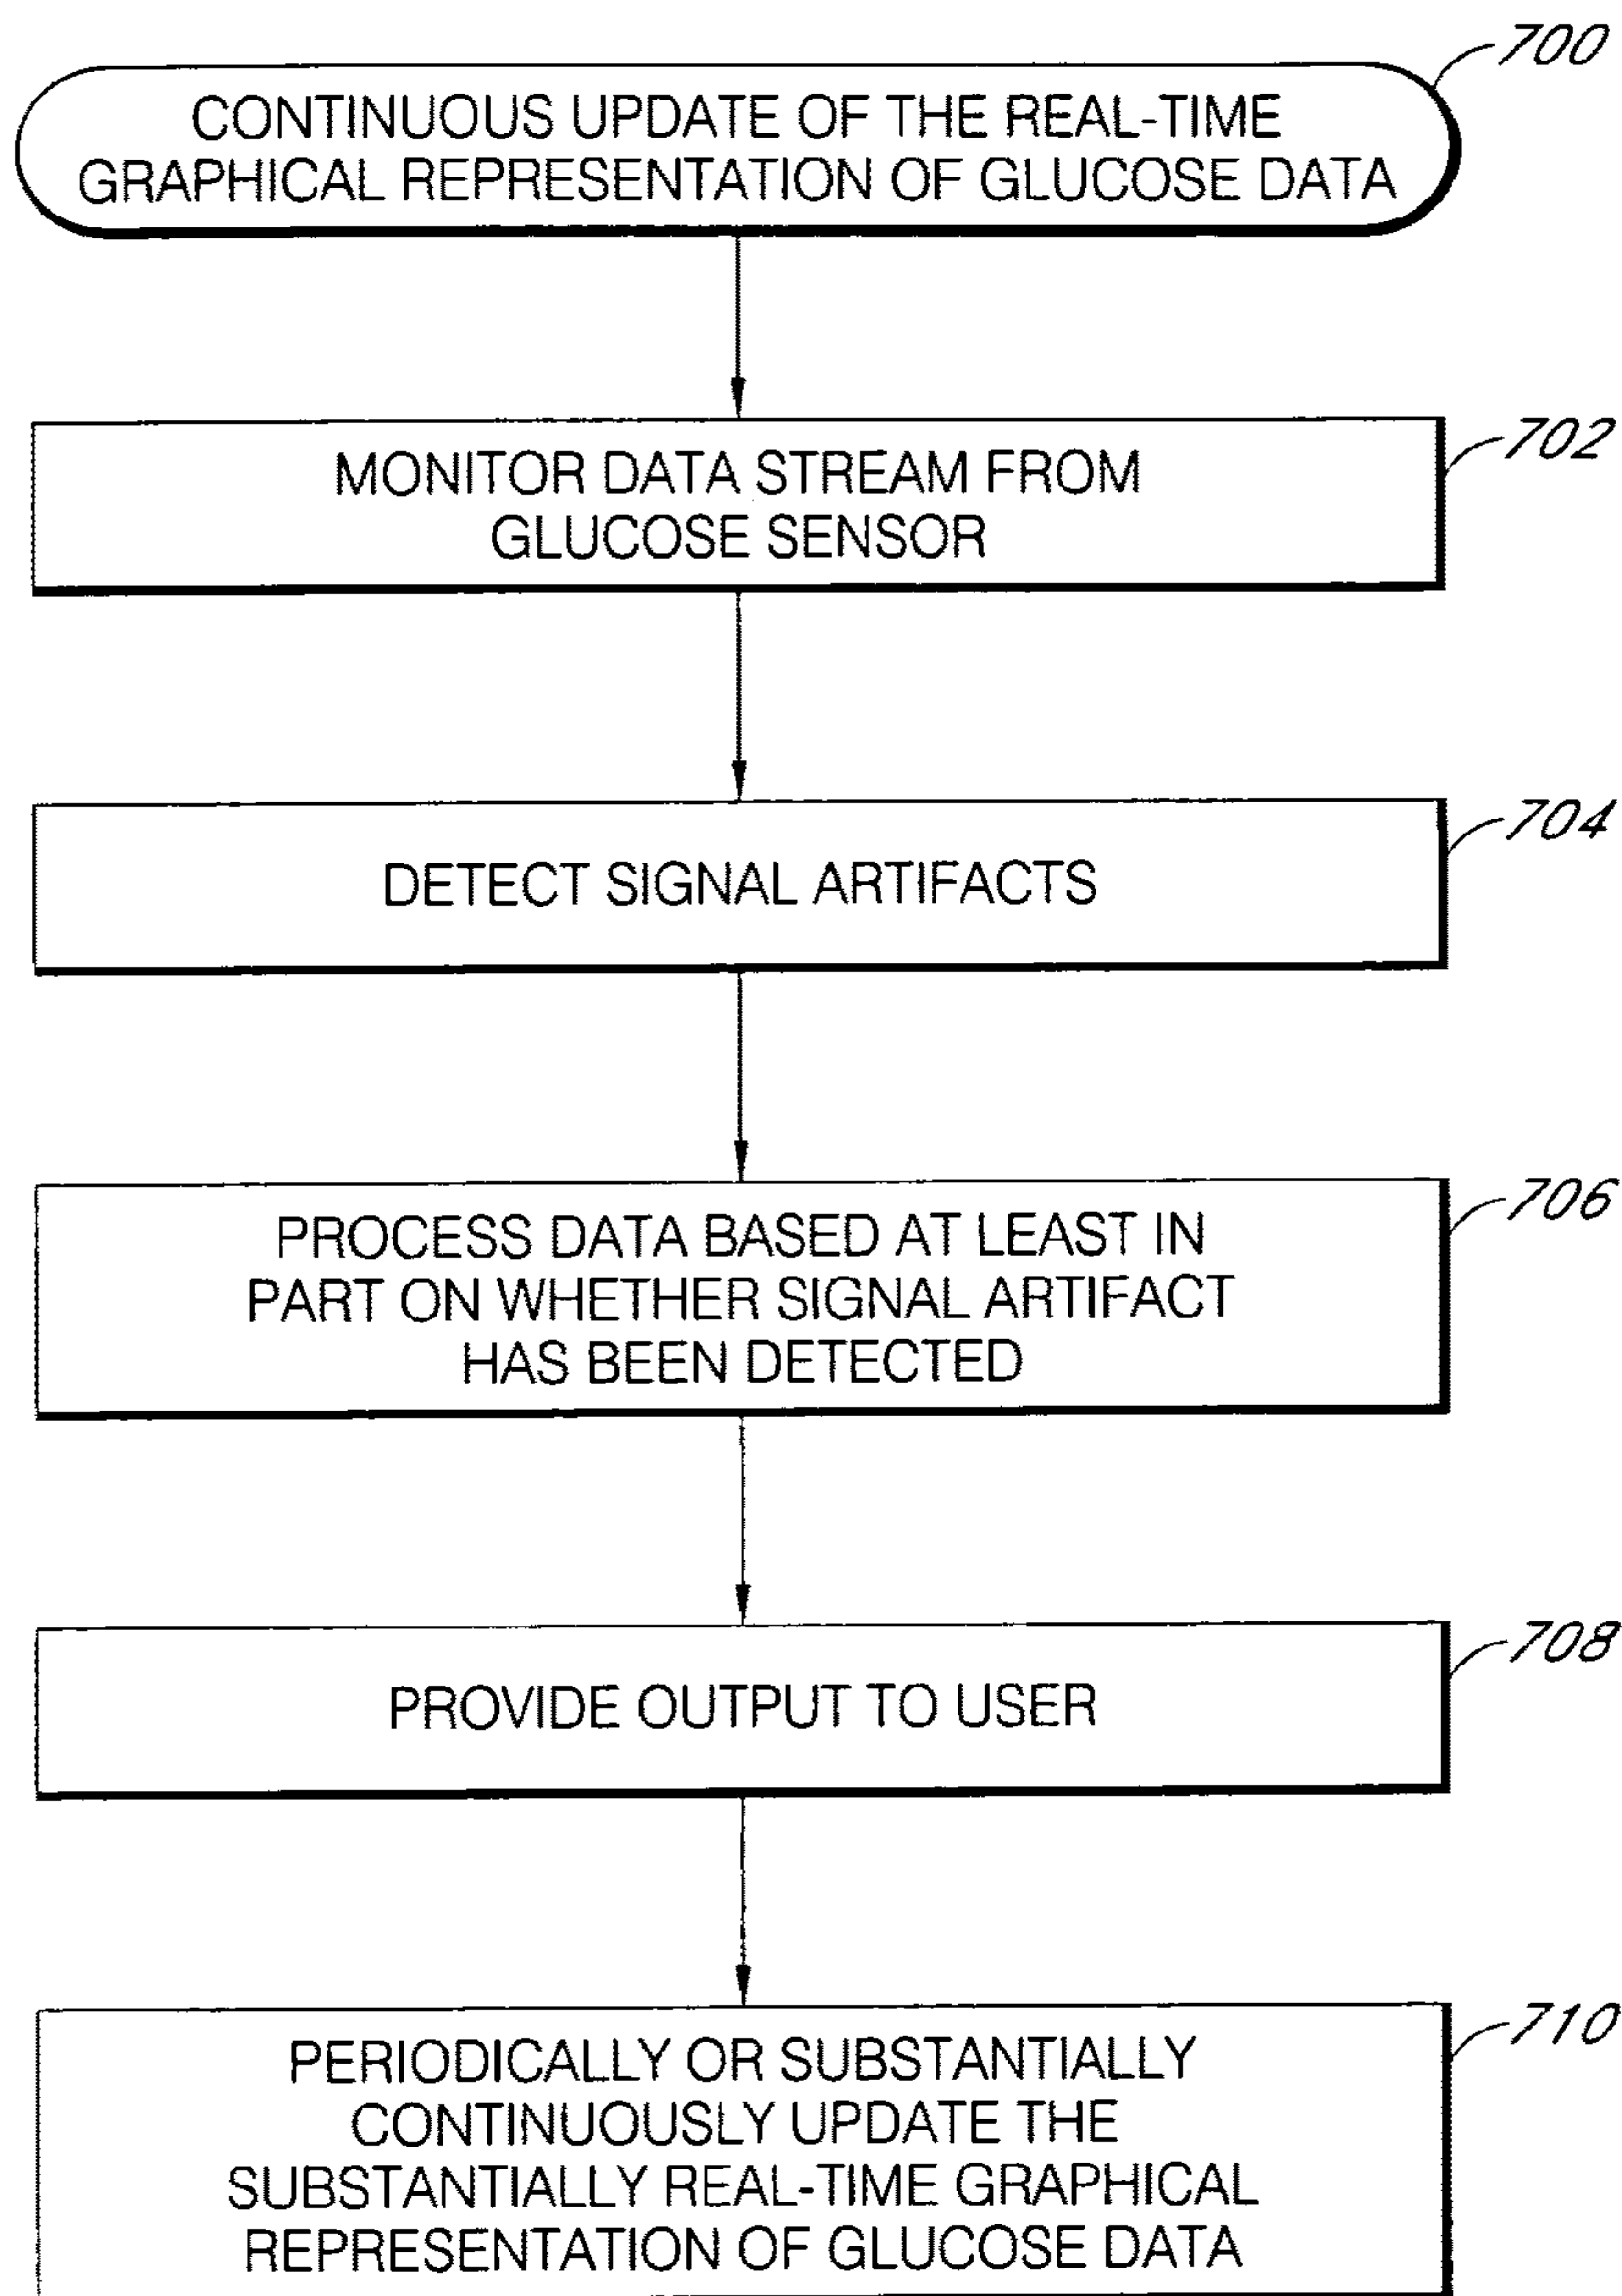 700
CONTINUOUS UPDATE OF THE REAL-TIME
GRAPHICAL REPRESENTATION OF GLUCOSE DATA
702
MONITOR DATA STREAM FROM
GLUCOSE SENSOR
704
DETECT SIGNAL ARTIFACTS
706
PROCESS DATA BASED AT LEAST IN
PART ON WHETHER SIGNAL ARTIFACT
HAS BEEN DETECTED
708
PROVIDE OUTPUT TO USER
710
PERIODICALLY OR SUBSTANTIALLY
CONTINUOUSLY UPDATE THE
SUBSTANTIALLY REAL-TIME GRAPHICAL
REPRESENTATION OF GLUCOSE DATA